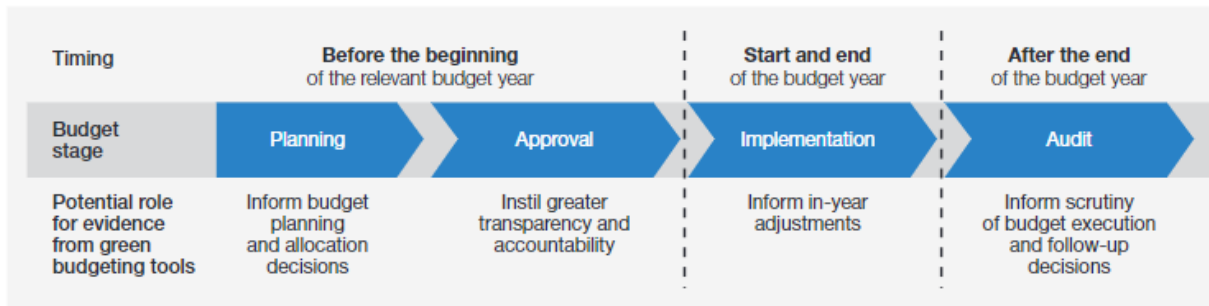 Timing
Before the beginning
of the relevant budget year
Start and end
of the budget year
After the end
of the budget year
Budget
stage
Planning
Approval
Implementation
Audit
Potential role
for evidence
from green
budgeting tools
Inform budget
planning
and allocation
decisions
Instil greater
transparency and
accountability
Inform in-year
adjustments
Inform scrutiny
of budget execution
and follow-up
decisions